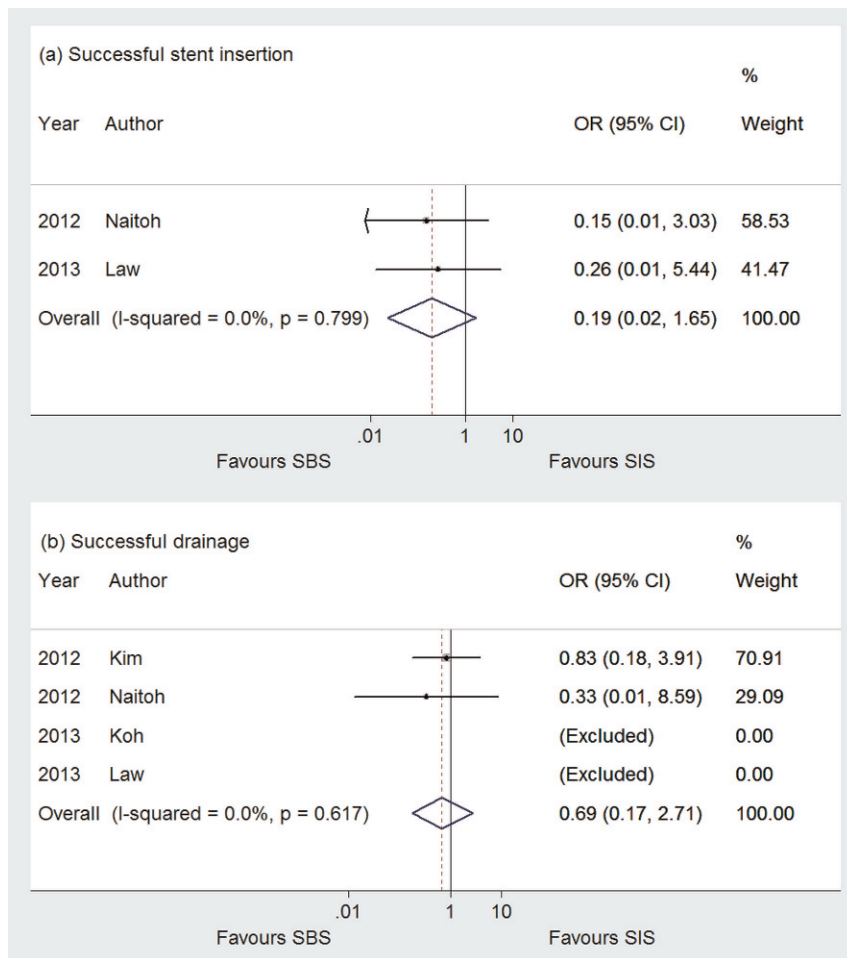 (a) Successful stent insertion
%
Year Author OR (95% CI) Weight
2012 Naitoh 0.15 (0.01, 3.03) 58.53
2013 Law 0.26 (0.01, 5.44) 41.47
Overall (I-squared = 0.0%, p = 0.799) 0.19 (0.02, 1.65) 100.00
.01 1 10
Favours SBS Favours SIS
(b) Successful drainage %
Year Author OR (95% CI) Weight
2012 Kim 0.83 (0.18, 3.91) 70.91
2012 Naitoh 0.33 (0.01, 8.59) 29.09
2013 Koh (Excluded) 0.00
2013 Law (Excluded) 0.00
Overall (I-squared = 0.0%, p = 0.617) 0.69 (0.17, 2.71) 100.00
.01 1 10
Favours SBS Favours SIS